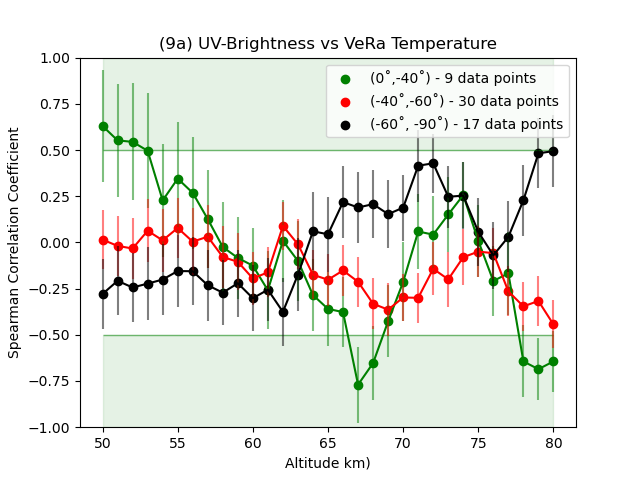 (9a) UV-Brightness vs VeRa Temperature
(0˚,-40˚) - 9 data points
(-40˚,-60˚) - 30 data points
(-60˚, -90˚) - 17 data points
Spearman Correlation Coefficient
1.00
0.75
0.50
0.25
0.00
−0.25
−0.50
−0.75
−1.00
50 55 60 65 70 75 80
Altitude km)